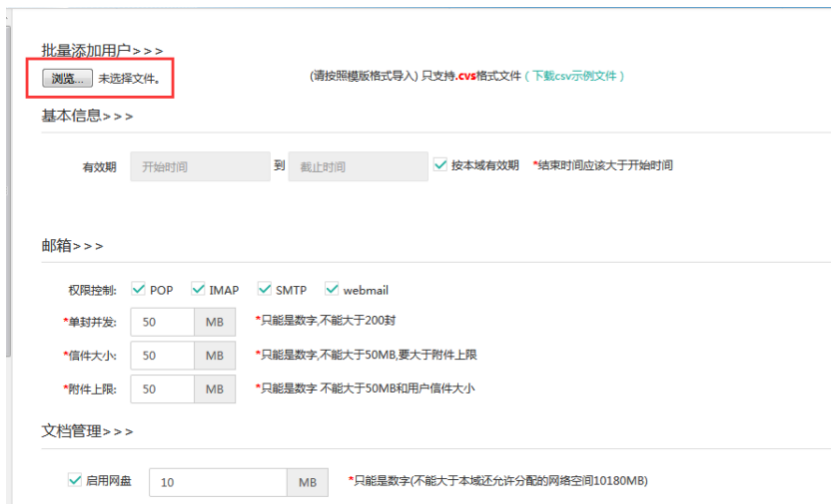 批量添加用户>>>
浏览... 未选择文件。 (请按照模版格式导入) 只支持.cvs格式文件 ( 下载csv示例文件 )
基本信息>>>
有效期 开始时间 到 截止时间 按本域有效期 *结束时间应该大于开始时间
邮箱>>>
权限控制: POP IMAP SMTP webmail
*单封并发: 50 MB *只能是数字,不能大于200封
*信件大小: 50 MB *只能是数字,不能大于50MB,要大于附件上限
*附件上限: 50 MB *只能是数字 不能大于50MB和用户信件大小
文档管理>>>
启用网盘 10 MB *只能是数字(不能大于本域还允许分配的网络空间10180MB)